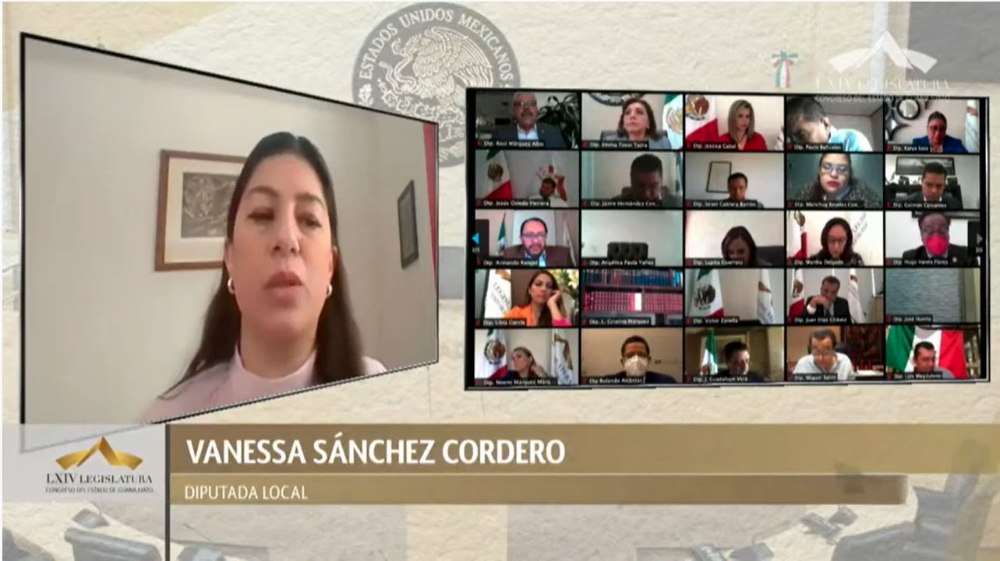 ESTADOS UNIDOS MEXICANOS
LXIV LEGISLATURA
CONGRESO DEL ESTADO DE GUANAJUATO
Dip. Raúl Márquez Albo
Dip. Emma Tovar Tapia
Dip. Jessica Cabal
Dip. Paulo Bañuelos
Dip. Katya Soto
Dip. Jesús Oviedo Herrera
Dip. Jaime Hernández Cen...
Dip. Israel Cabrera Barrón
Dip. Germán Cervantes
Dip. Armando Rangel
Dip. Angélica Paola Yañez
Dip. Lupita Guerrero
Dip. Martha Delgado
Dip. Hugo Varela Flores
Dip. Libia García
Dip. L. Cristina Márquez
Dip. Victor Zanella
Dip. Juan Elías Chávez
Dip. José Huerta
Dip. Noemí Márquez Márq...
Dip Rolando Alcántar
Dip. J. Guadalupe Vera
Dip. Miguel Salim
Dip. Luis Magdaleno
VANESSA SÁNCHEZ CORDERO
DIPUTADA LOCAL
LXIV LEGISLATURA
CONGRESO DEL ESTADO DE GUANAJUATO